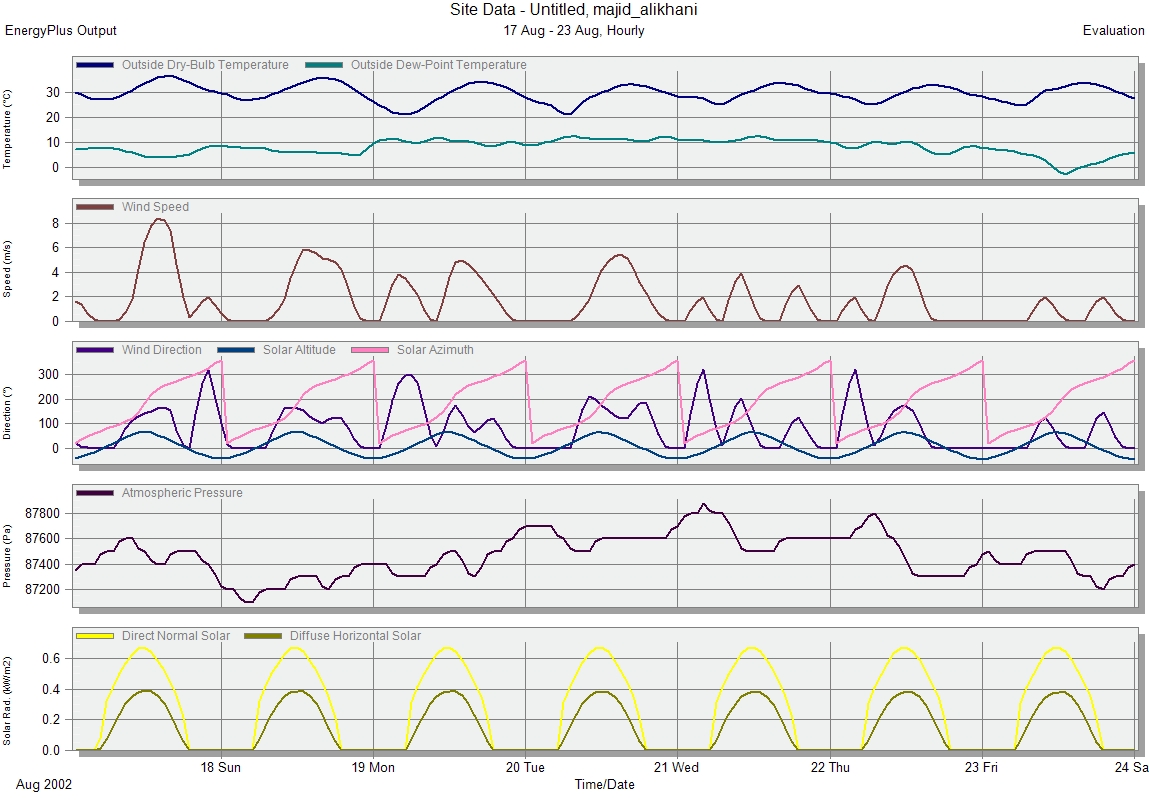 Site Data - Untitled, majid_alikhani
EnergyPlus Output
17 Aug - 23 Aug, Hourly
Evaluation
Outside Dry-Bulb Temperature
Outside Dew-Point Temperature
Temperature (°C)
30
20
10
0
Wind Speed
Speed (m/s)
8
6
4
2
0
Wind Direction
Solar Altitude
Solar Azimuth
Direction (°)
300
200
100
0
Atmospheric Pressure
Pressure (Pa)
87800
87600
87400
87200
Direct Normal Solar
Diffuse Horizontal Solar
Solar Rad. (kW/m2)
0.6
0.4
0.2
0.0
18 Sun
19 Mon
20 Tue
21 Wed
22 Thu
23 Fri
24 Sa
Aug 2002
Time/Date